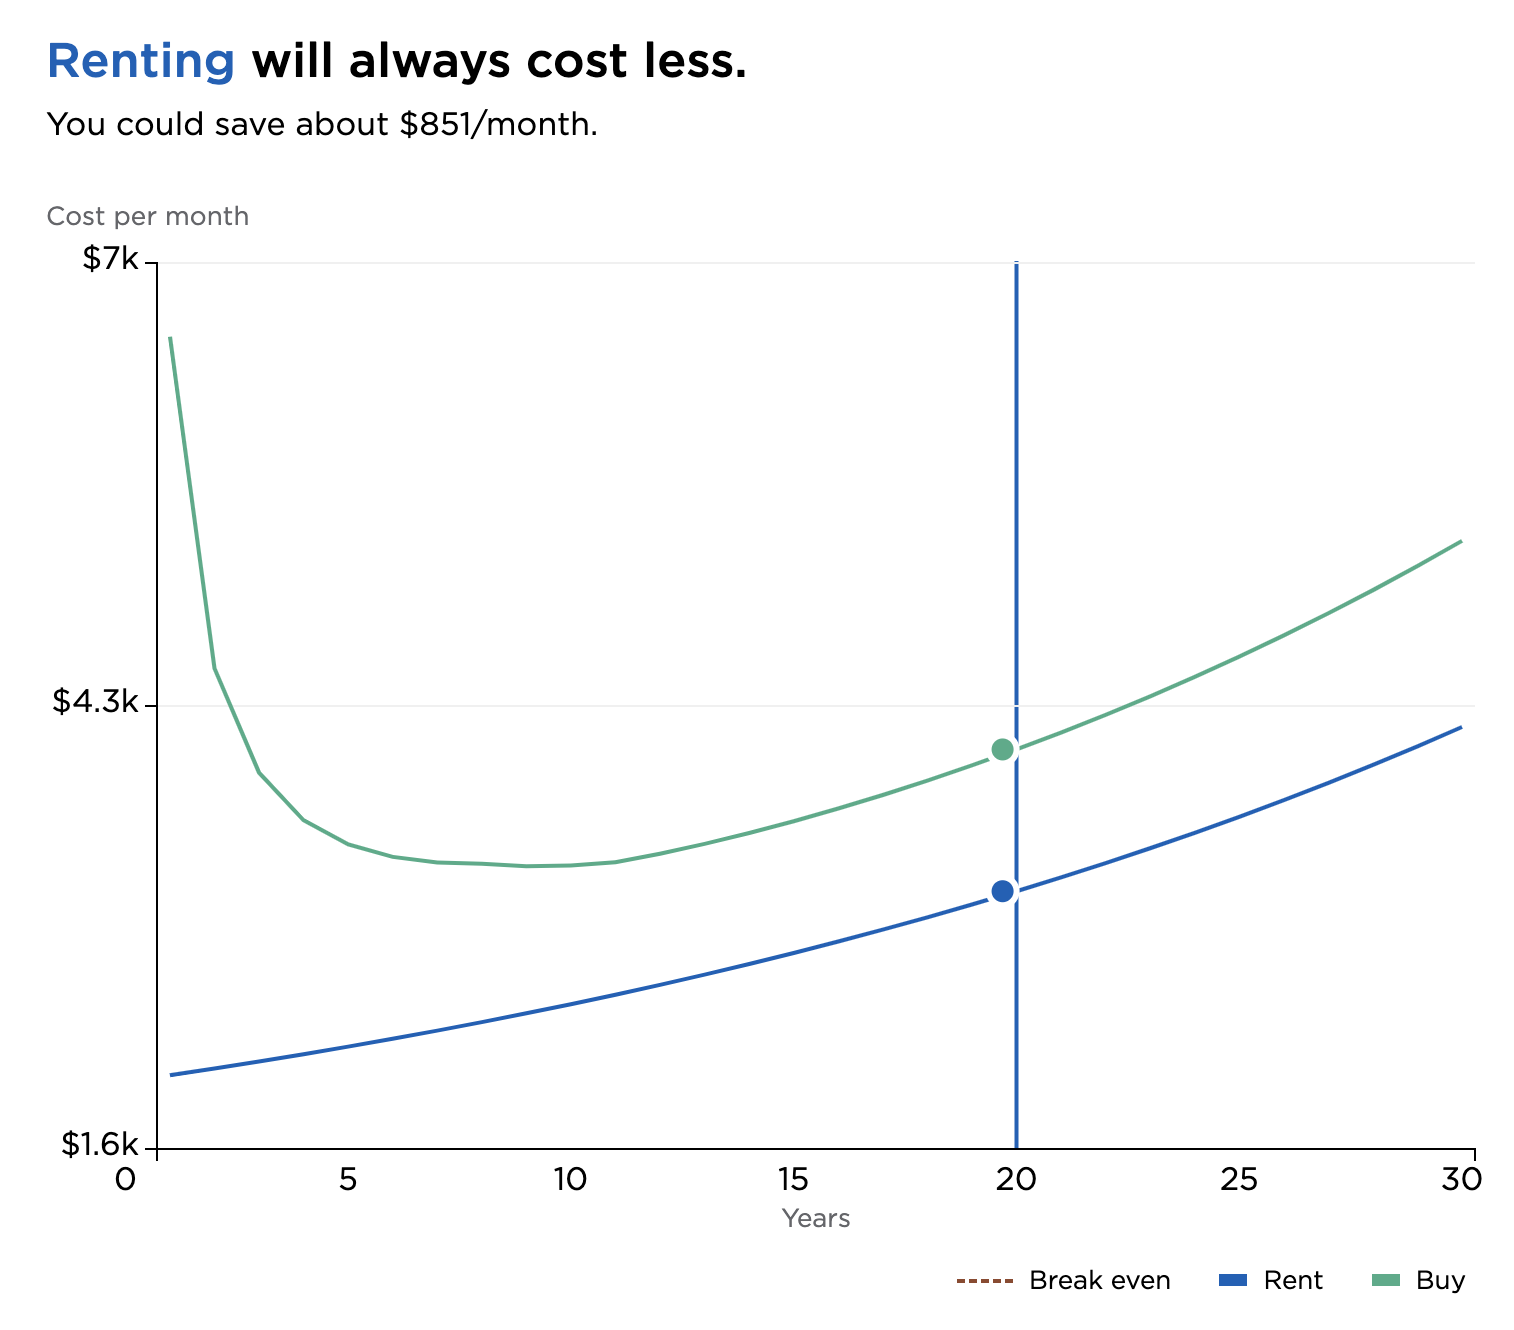 Renting will always cost less.
You could save about $851/month.
Cost per month
$7k
$4.3k
$1.6k
0 5 10 15 20 25 30
Years
Break even Rent Buy